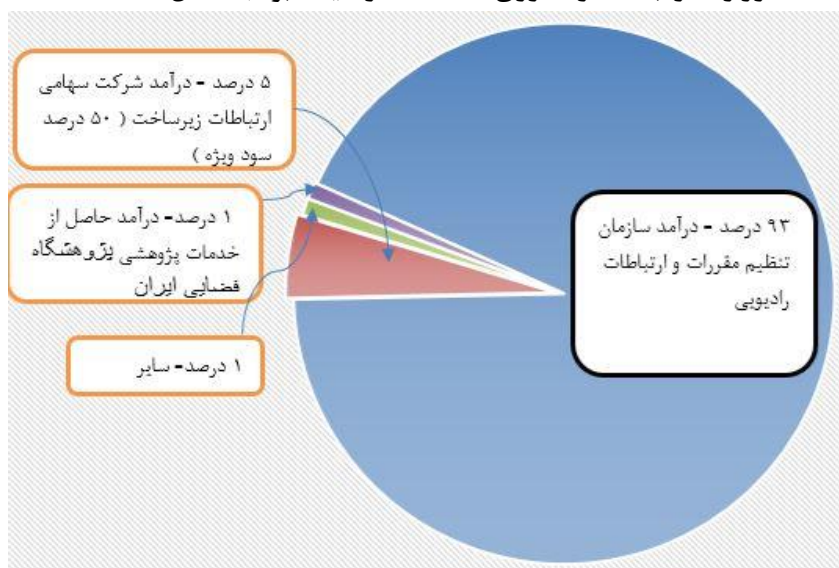 ۵ درصد - درآمد شرکت سهامی
ارتباطات زیرساخت ( ۵۰ درصد
سود ویژه )
۱ درصد- درآمد حاصل از
خدمات پژوهشی پژوهشگاه
فضایی ایران
۱ درصد- سایر
۹۳ درصد - درآمد سازمان
تنظیم مقررات و ارتباطات
رادیویی